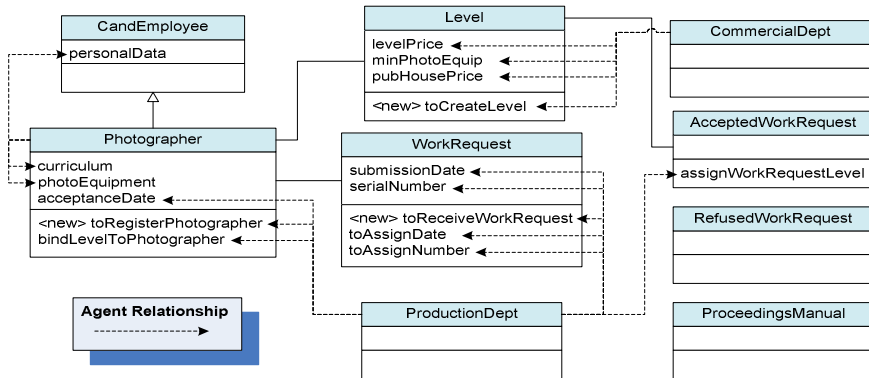 CandEmployee
personalData
Level
levelPrice
minPhotoEquip
pubHousePrice
<new> toCreateLevel
CommercialDept
Photographer
curriculum
photoEquipment
acceptanceDate
<new> toRegisterPhotographer
bindLevelToPhotographer
WorkRequest
submissionDate
serialNumber
<new> toReceiveWorkRequest
toAssignDate
toAssignNumber
AcceptedWorkRequest
assignWorkRequestLevel
RefusedWorkRequest
Agent Relationship
ProductionDept
ProceedingsManual